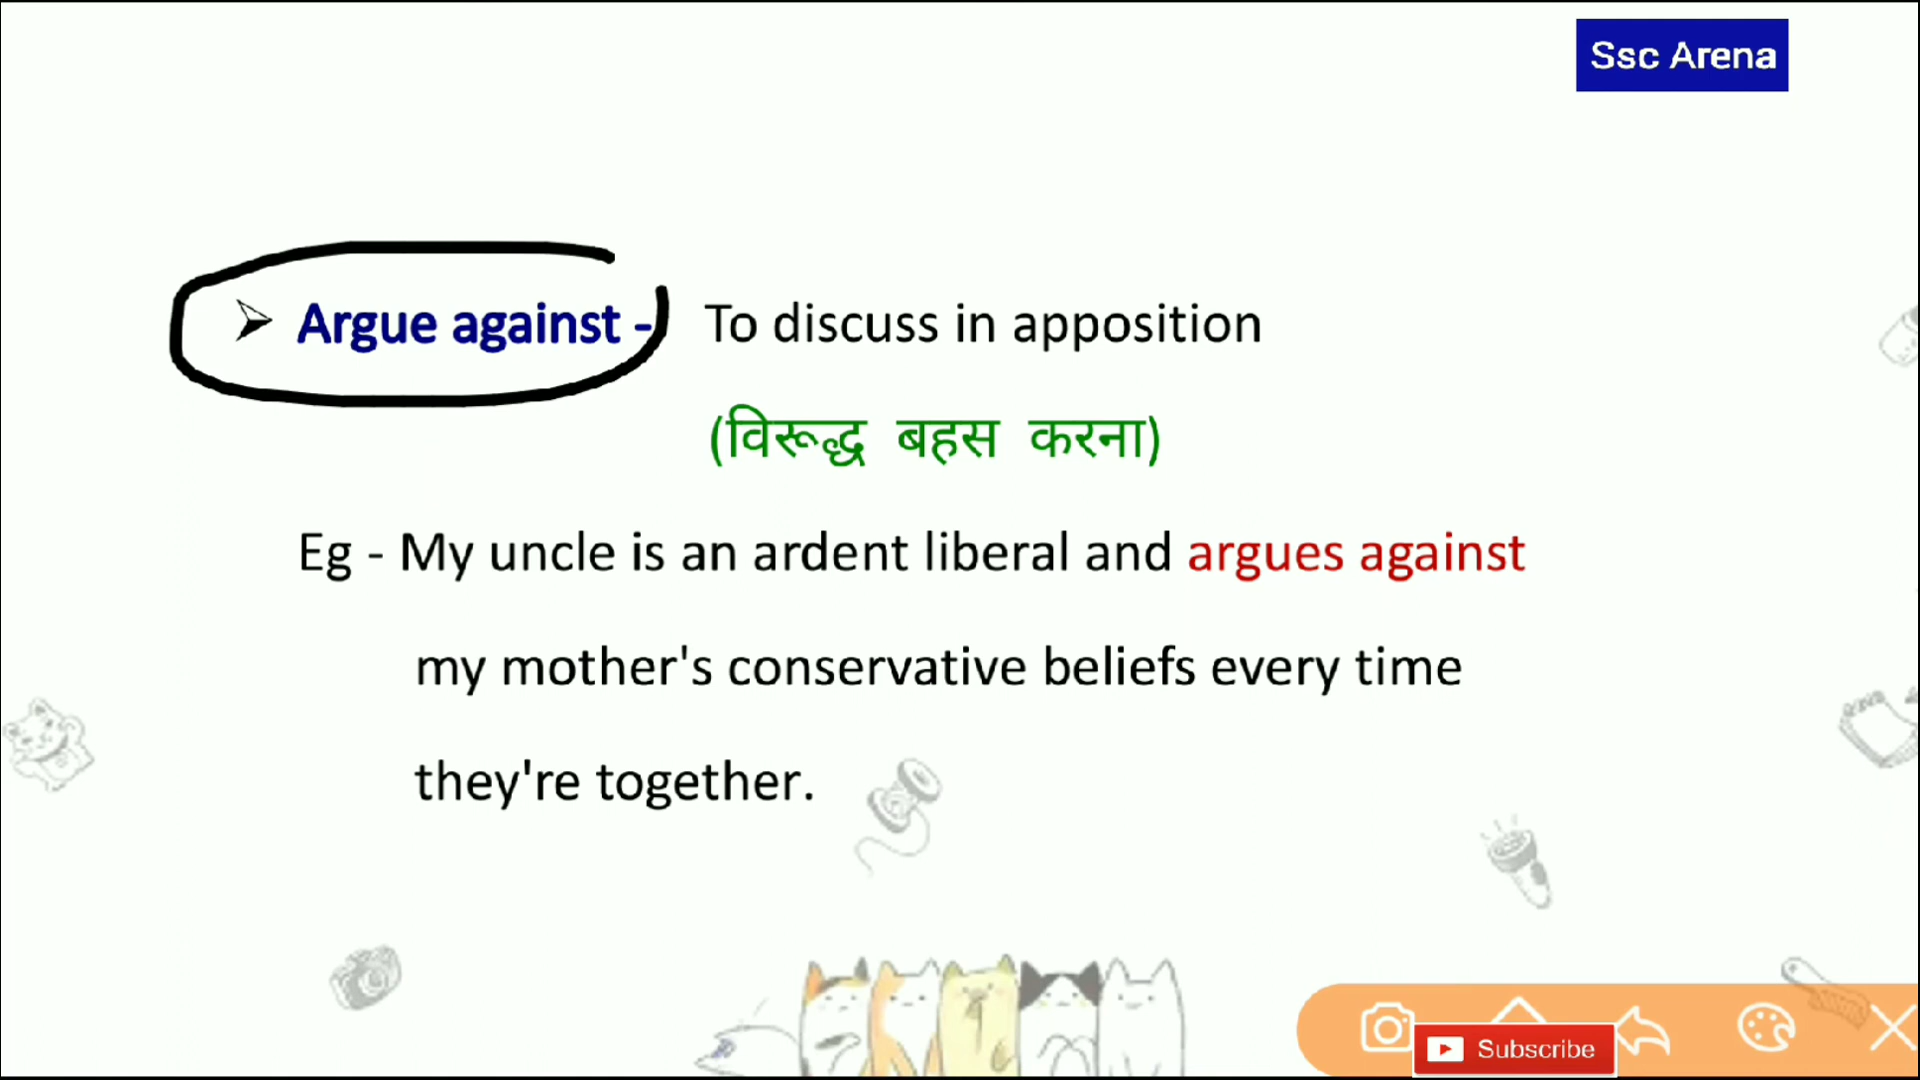 Ssc Arena
➢ Argue against - To discuss in apposition
(विरूद्ध बहस करना)
Eg - My uncle is an ardent liberal and argues against
my mother's conservative beliefs every time
they're together.
Subscribe